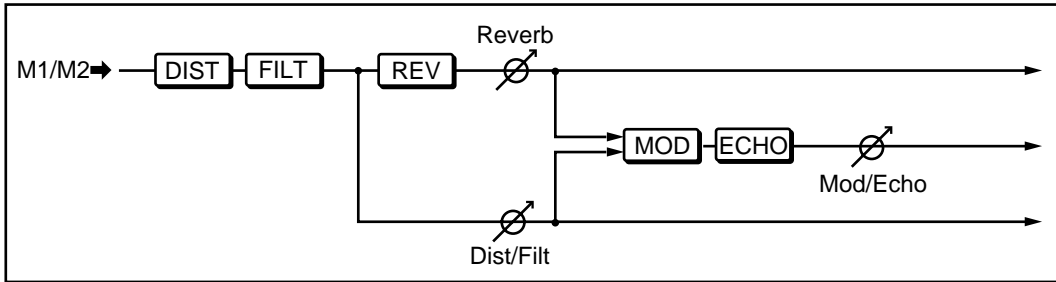 Reverb
M1/M2 DIST FILT REV
MOD ECHO
Mod/Echo
Dist/Filt